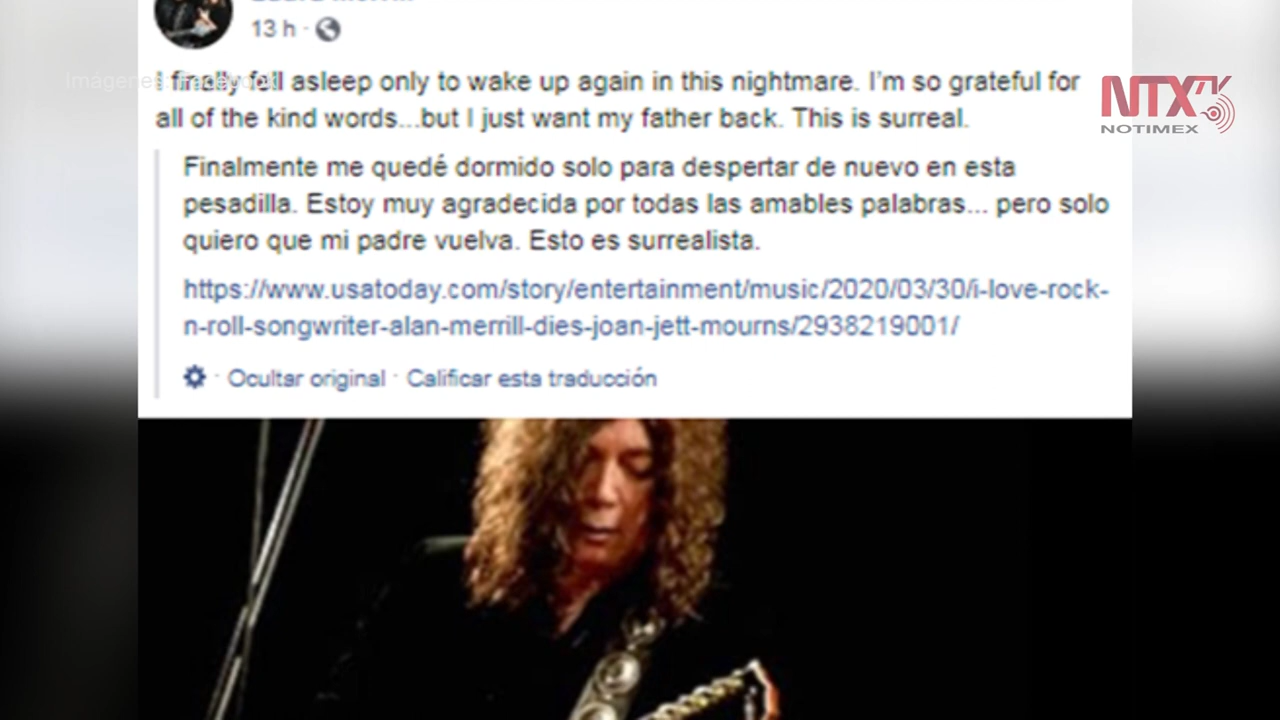 13 h ·
I finally fell asleep only to wake up again in this nightmare. I'm so grateful for
all of the kind words...but I just want my father back. This is surreal.
Finalmente me quedé dormido solo para despertar de nuevo en esta
pesadilla. Estoy muy agradecida por todas las amables palabras... pero solo
quiero que mi padre vuelva. Esto es surrealista.
https://www.usatoday.com/story/entertainment/music/2020/03/30/i-love-rock-
n-roll-songwriter-alan-merrill-dies-joan-jett-mourns/2938219001/
· Ocultar original · Calificar esta traducción
Imágenes: Facebook
NTX
NOTIMEX